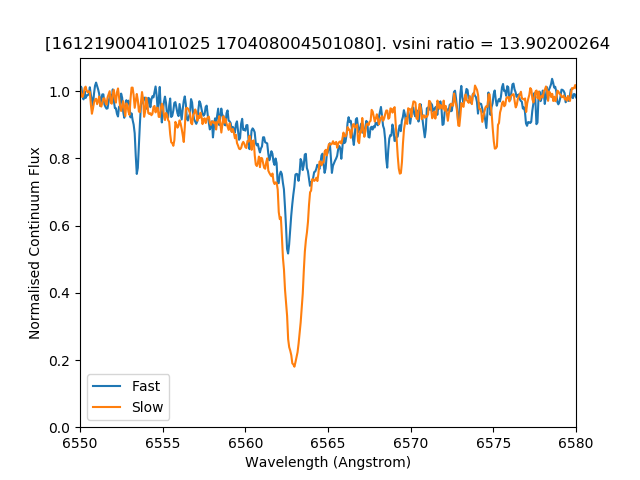 [161219004101025 170408004501080]. vsini ratio = 13.90200264
Normalised Continuum Flux
1.0
0.8
0.6
0.4
0.2
0.0
Fast
Slow
6550 6555 6560 6565 6570 6575 6580
Wavelength (Angstrom)